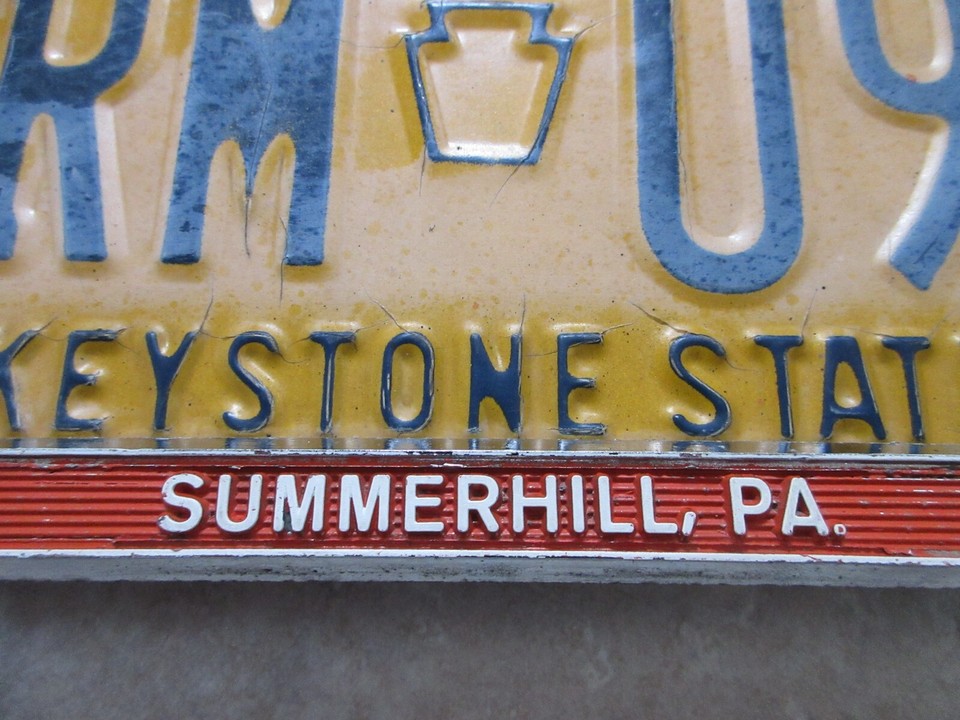 RM 09
KEYSTONE STAT
SUMMERHILL, PA.